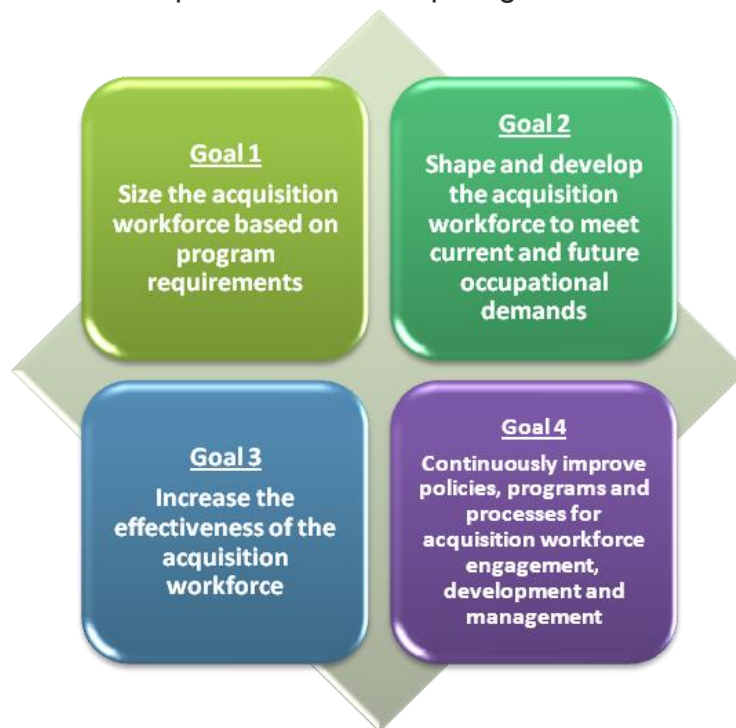 Goal 1
Size the acquisition
workforce based on
program
requirements
Goal 2
Shape and develop
the acquisition
workforce to meet
current and future
occupational
demands
Goal 3
Increase the
effectiveness of the
acquisition
workforce
Goal 4
Continuously improve
policies, programs and
processes for
acquisition workforce
engagement,
development and
management